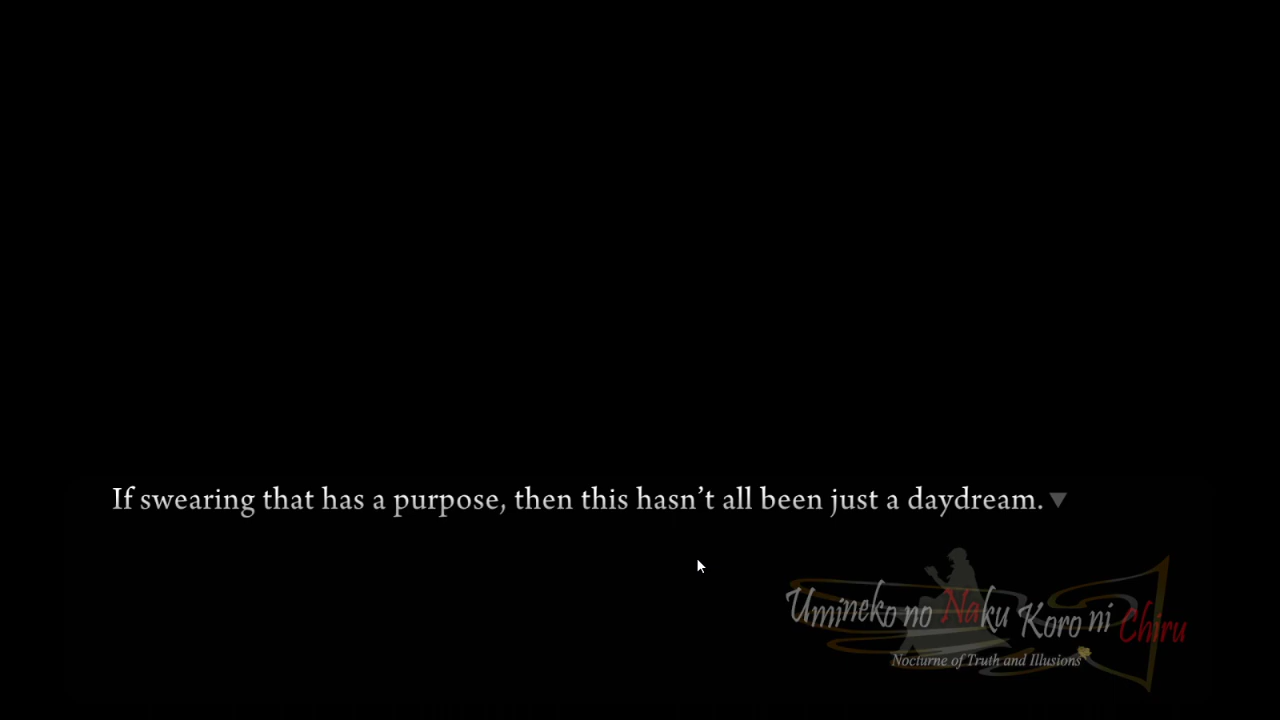 If swearing that has a purpose, then this hasn’t all been just a daydream.
Umineko no Naku Koro ni Chiru
Nocturne of Truth and Illusions